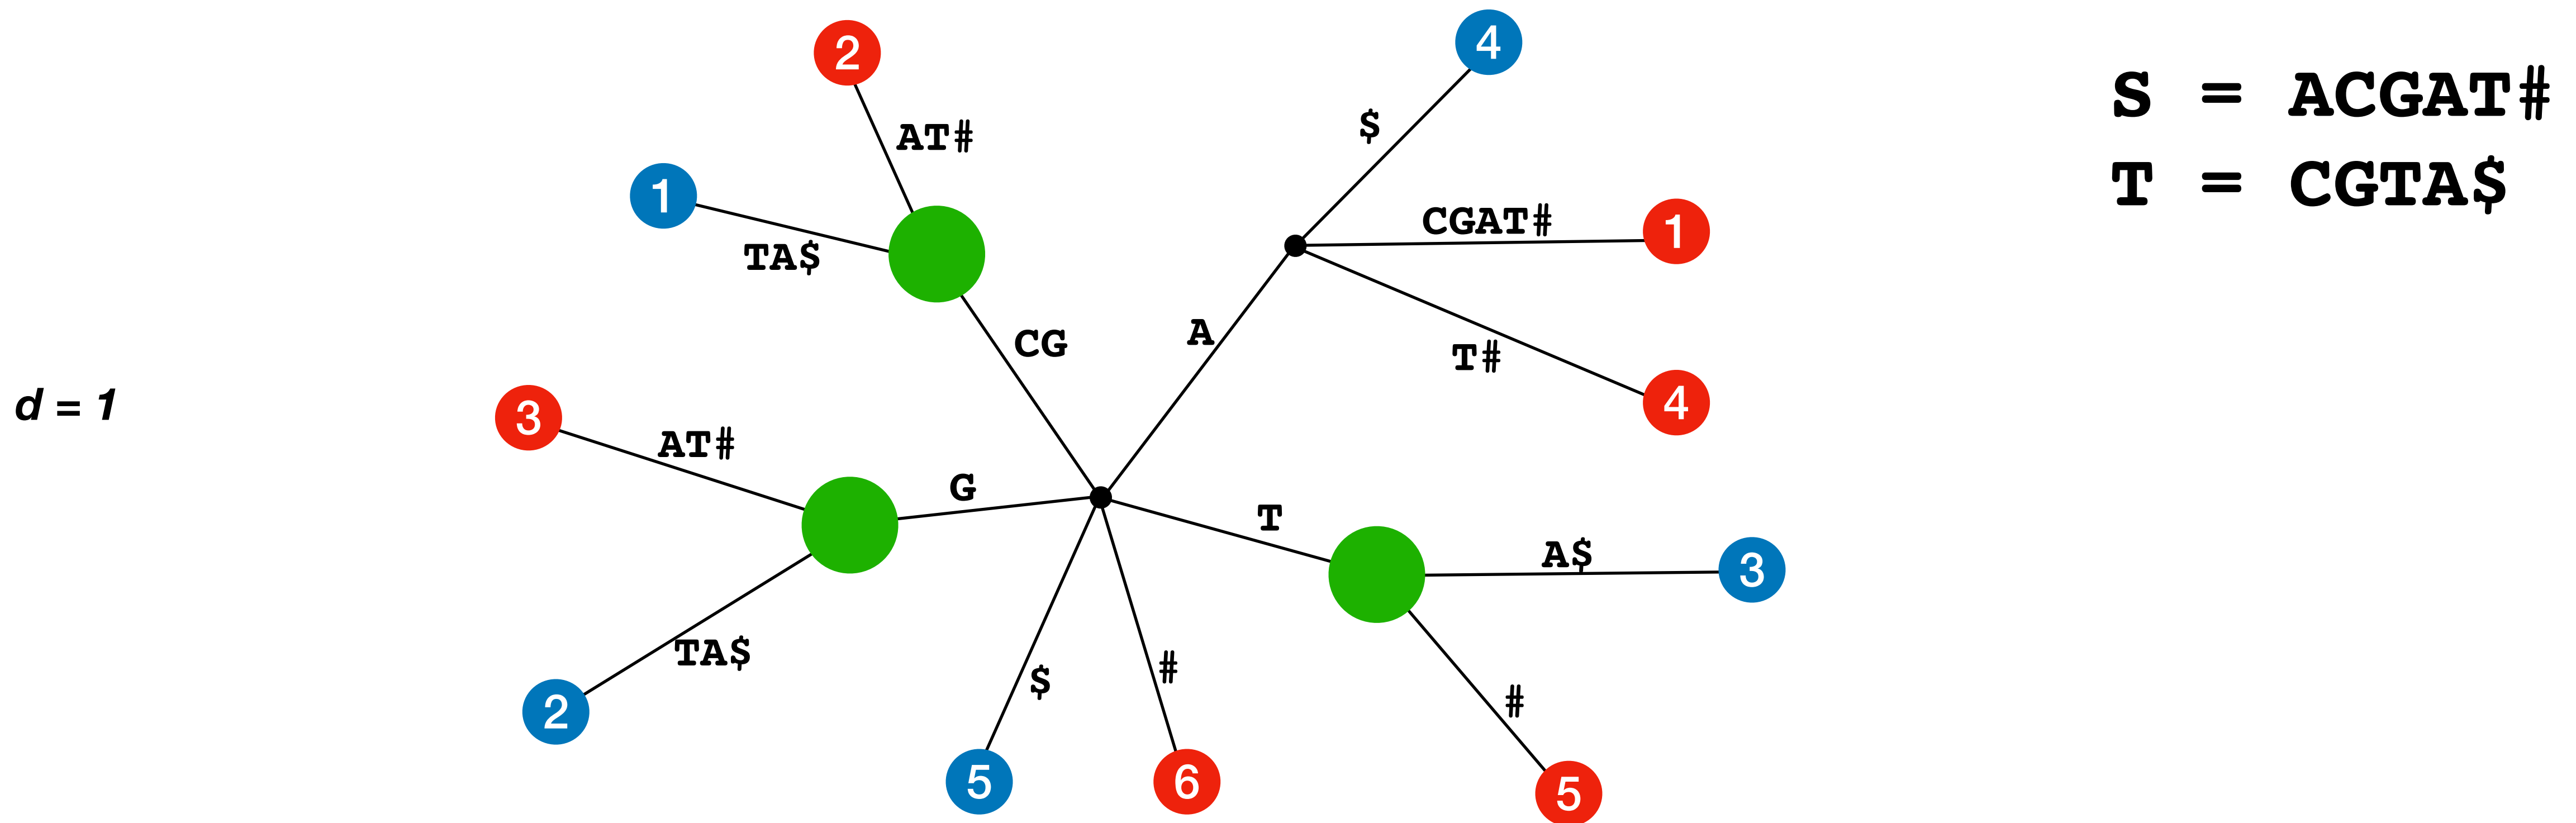 2
4
S = ACGAT#
T = CGTA$
AT#
$
1
TA$
CGAT#
1
CG
A
T#
d = 1
3
AT#
4
G
T
A$
3
TA$
$
#
#
2
5
6
5